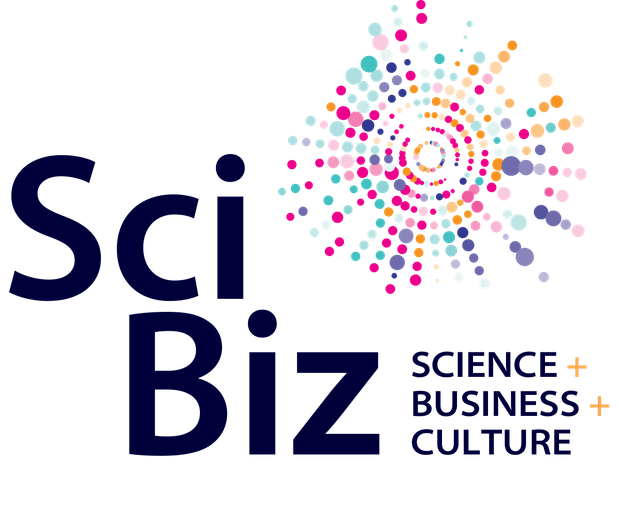 Sci
Biz
SCIENCE +
BUSINESS +
CULTURE